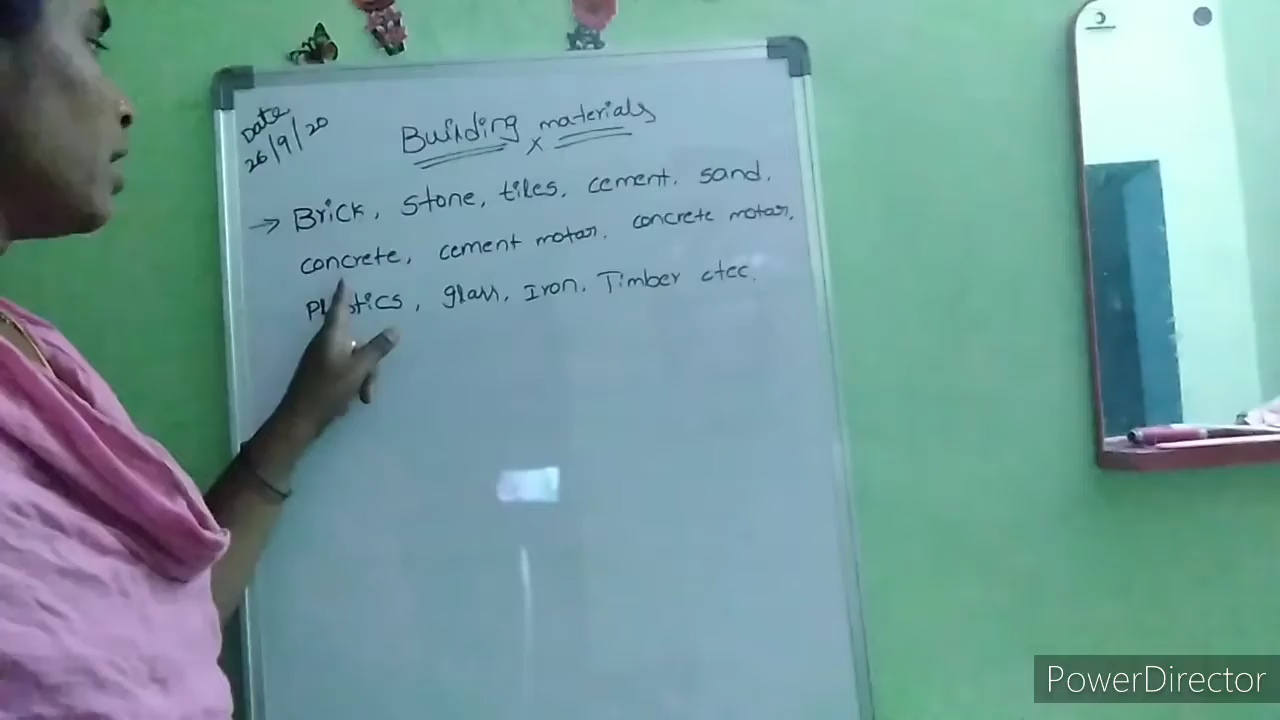 Date
26/9/20
Building materials
x
→ Brick, stone, tiles, cement, sand,
concrete, cement motar, concrete motar,
glass, Iron, Timber etcc.
PowerDirector